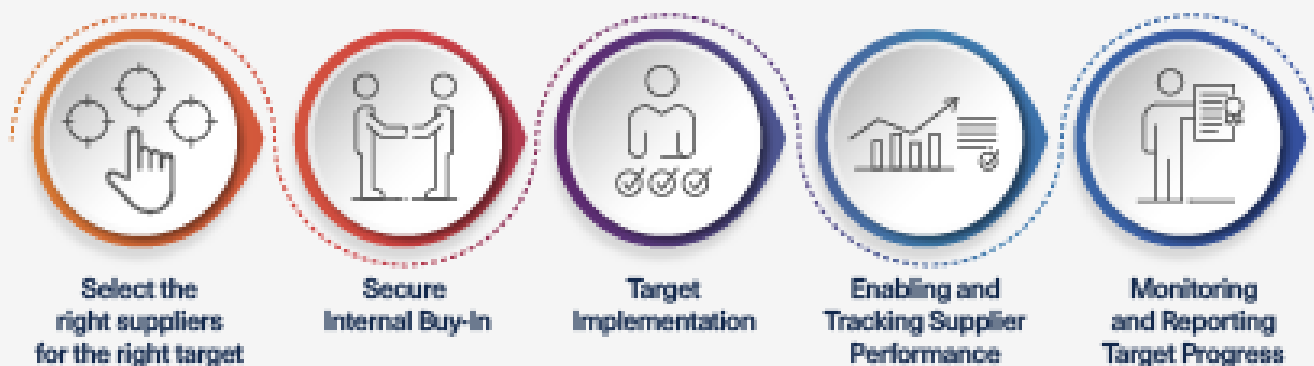 Select the
right suppliers
for the right target
Secure
Internal Buy-In
Target
Implementation
Enabling and
Tracking Supplier
Performance
Monitoring
and Reporting
Target Progress